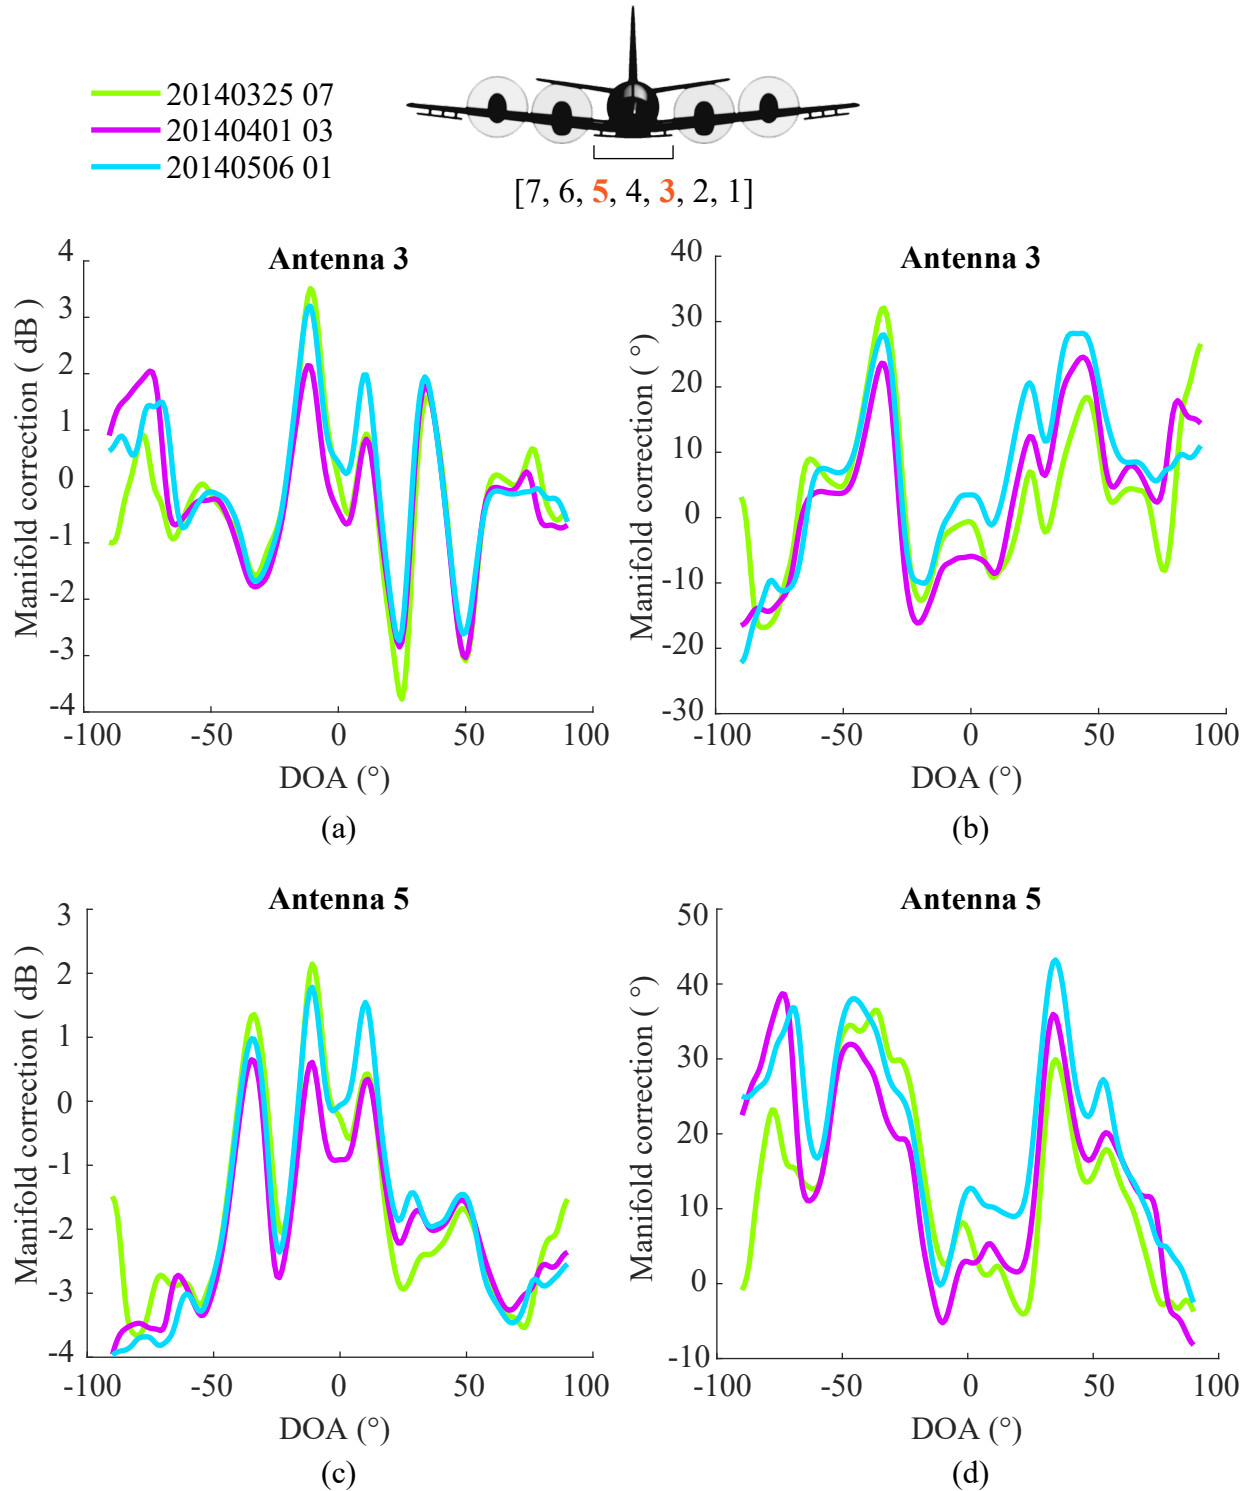 20140325 07
20140401 03
20140506 01
[7, 6, 5, 4, 3, 2, 1]
Antenna 3
Manifold correction ( dB )
4
3
2
1
0
-1
-2
-3
-4
-100 -50 0 50 100
DOA (°)
(a)
Antenna 3
Manifold correction ( °)
40
30
20
10
0
-10
-20
-30
-100 -50 0 50 100
DOA (°)
(b)
Antenna 5
Manifold correction ( dB )
3
2
1
0
-1
-2
-3
-4
-100 -50 0 50 100
DOA (°)
(c)
Antenna 5
Manifold correction ( °)
50
40
30
20
10
0
-10
-100 -50 0 50 100
DOA (°)
(d)